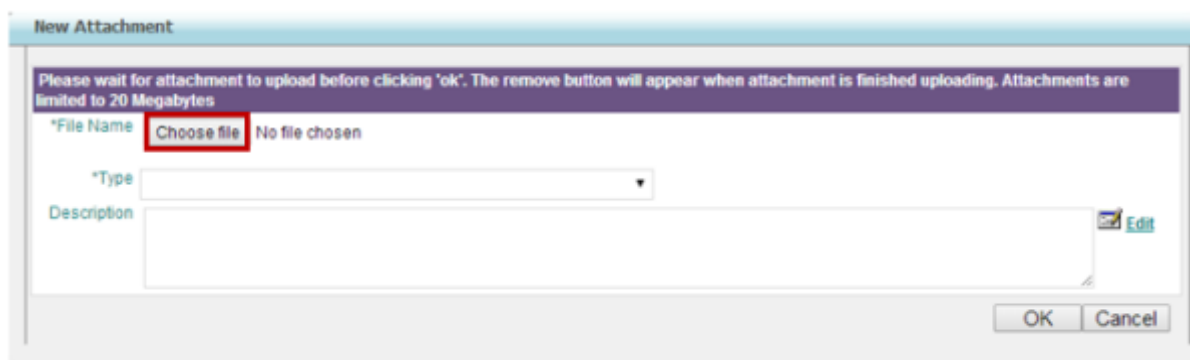 New Attachment
Please wait for attachment to upload before clicking 'ok'. The remove button will appear when attachment is finished uploading. Attachments are
limited to 20 Megabytes
*File Name Choose file No file chosen
*Type
Description Edit
OK Cancel